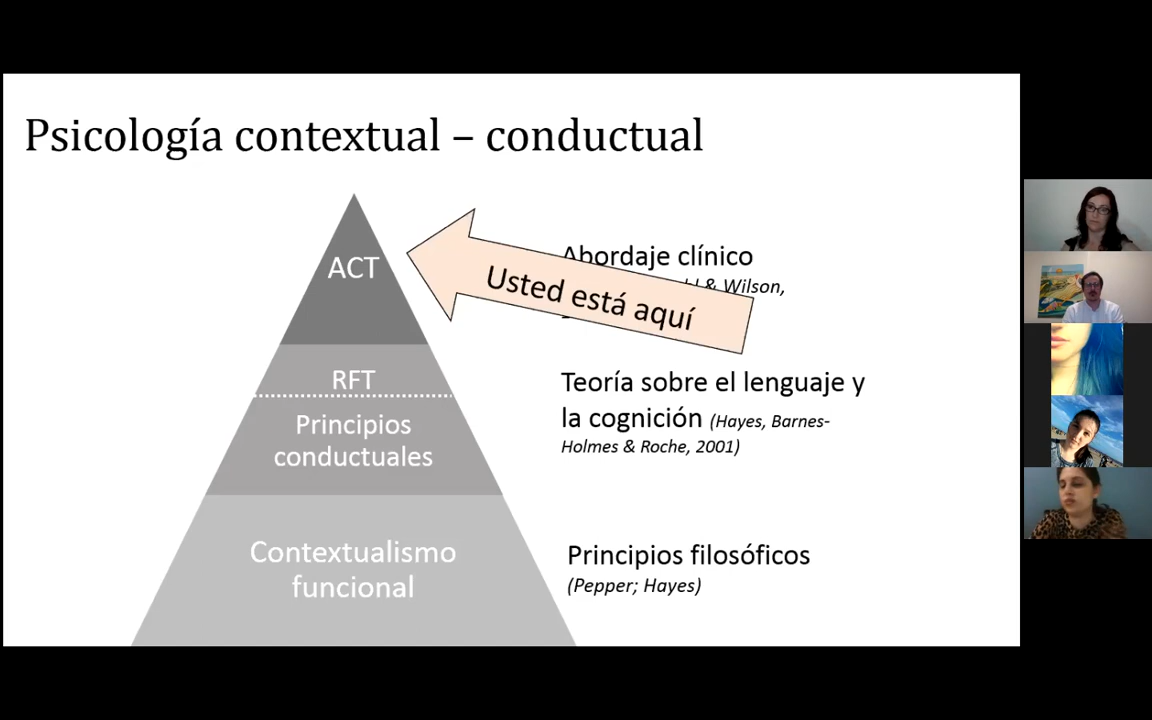 Psicología contextual – conductual
ACT
Abordaje clínico
& Wilson,
Usted está aquí
RFT
Principios
conductuales
Teoría sobre el lenguaje y
la cognición (Hayes, Barnes-
Holmes & Roche, 2001)
Contextualismo
funcional
Principios filosóficos
(Pepper; Hayes)